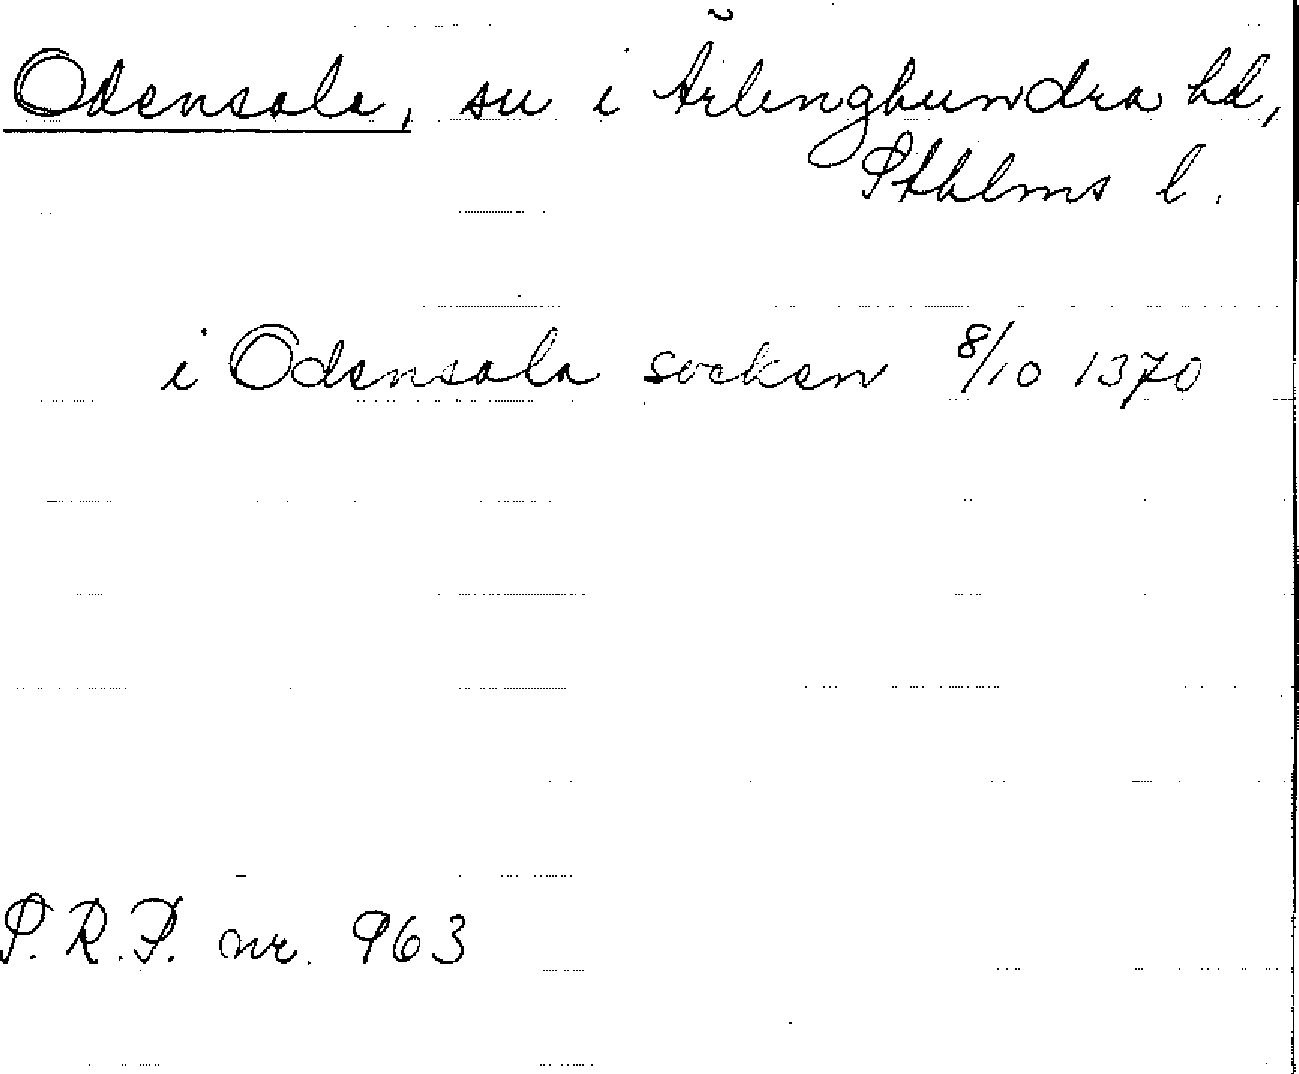 Odensala, sn i Ärlinghundra hd,
Sthlms l.
i Odensala socken 8/10 1370
S.R.P. nr. 963